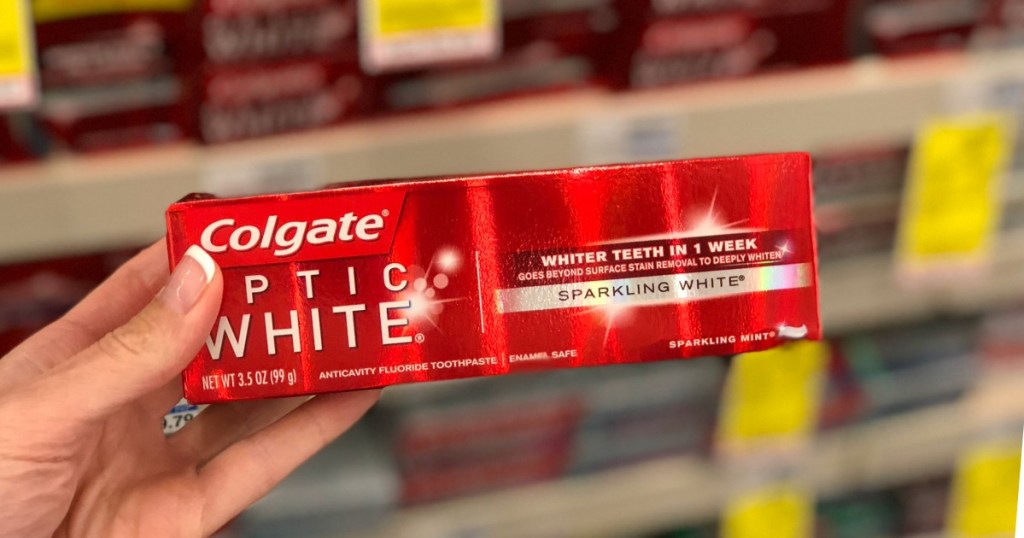 Colgate®
PTIC
WHITE®
NET WT 3.5 OZ (99 g)
ANTICAVITY FLUORIDE TOOTHPASTE | ENAMEL SAFE
WHITER TEETH IN 1 WEEK
GOES BEYOND SURFACE STAIN REMOVAL TO DEEPLY WHITEN
SPARKLING WHITE®
SPARKLING MINT®
.79